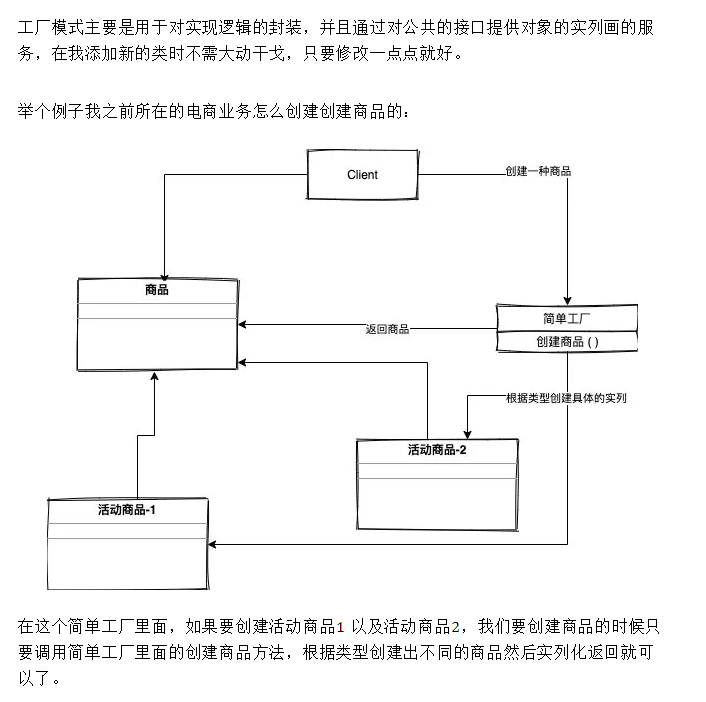 工厂模式主要是用于对实现逻辑的封装，并且通过对公共的接口提供对象的实列画的服
务，在我添加新的类时不需大动干戈，只要修改一点点就好。
举个例子我之前所在的电商业务怎么创建创建商品的：
Client
创建一种商品
商品
简单工厂
返回商品
创建商品 ( )
根据类型创建具体的实列
活动商品-2
活动商品-1
在这个简单工厂里面，如果要创建活动商品1 以及活动商品2，我们要创建商品的时候只
要调用简单工厂里面的创建商品方法，根据类型创建出不同的商品然后实列化返回就可
以了。